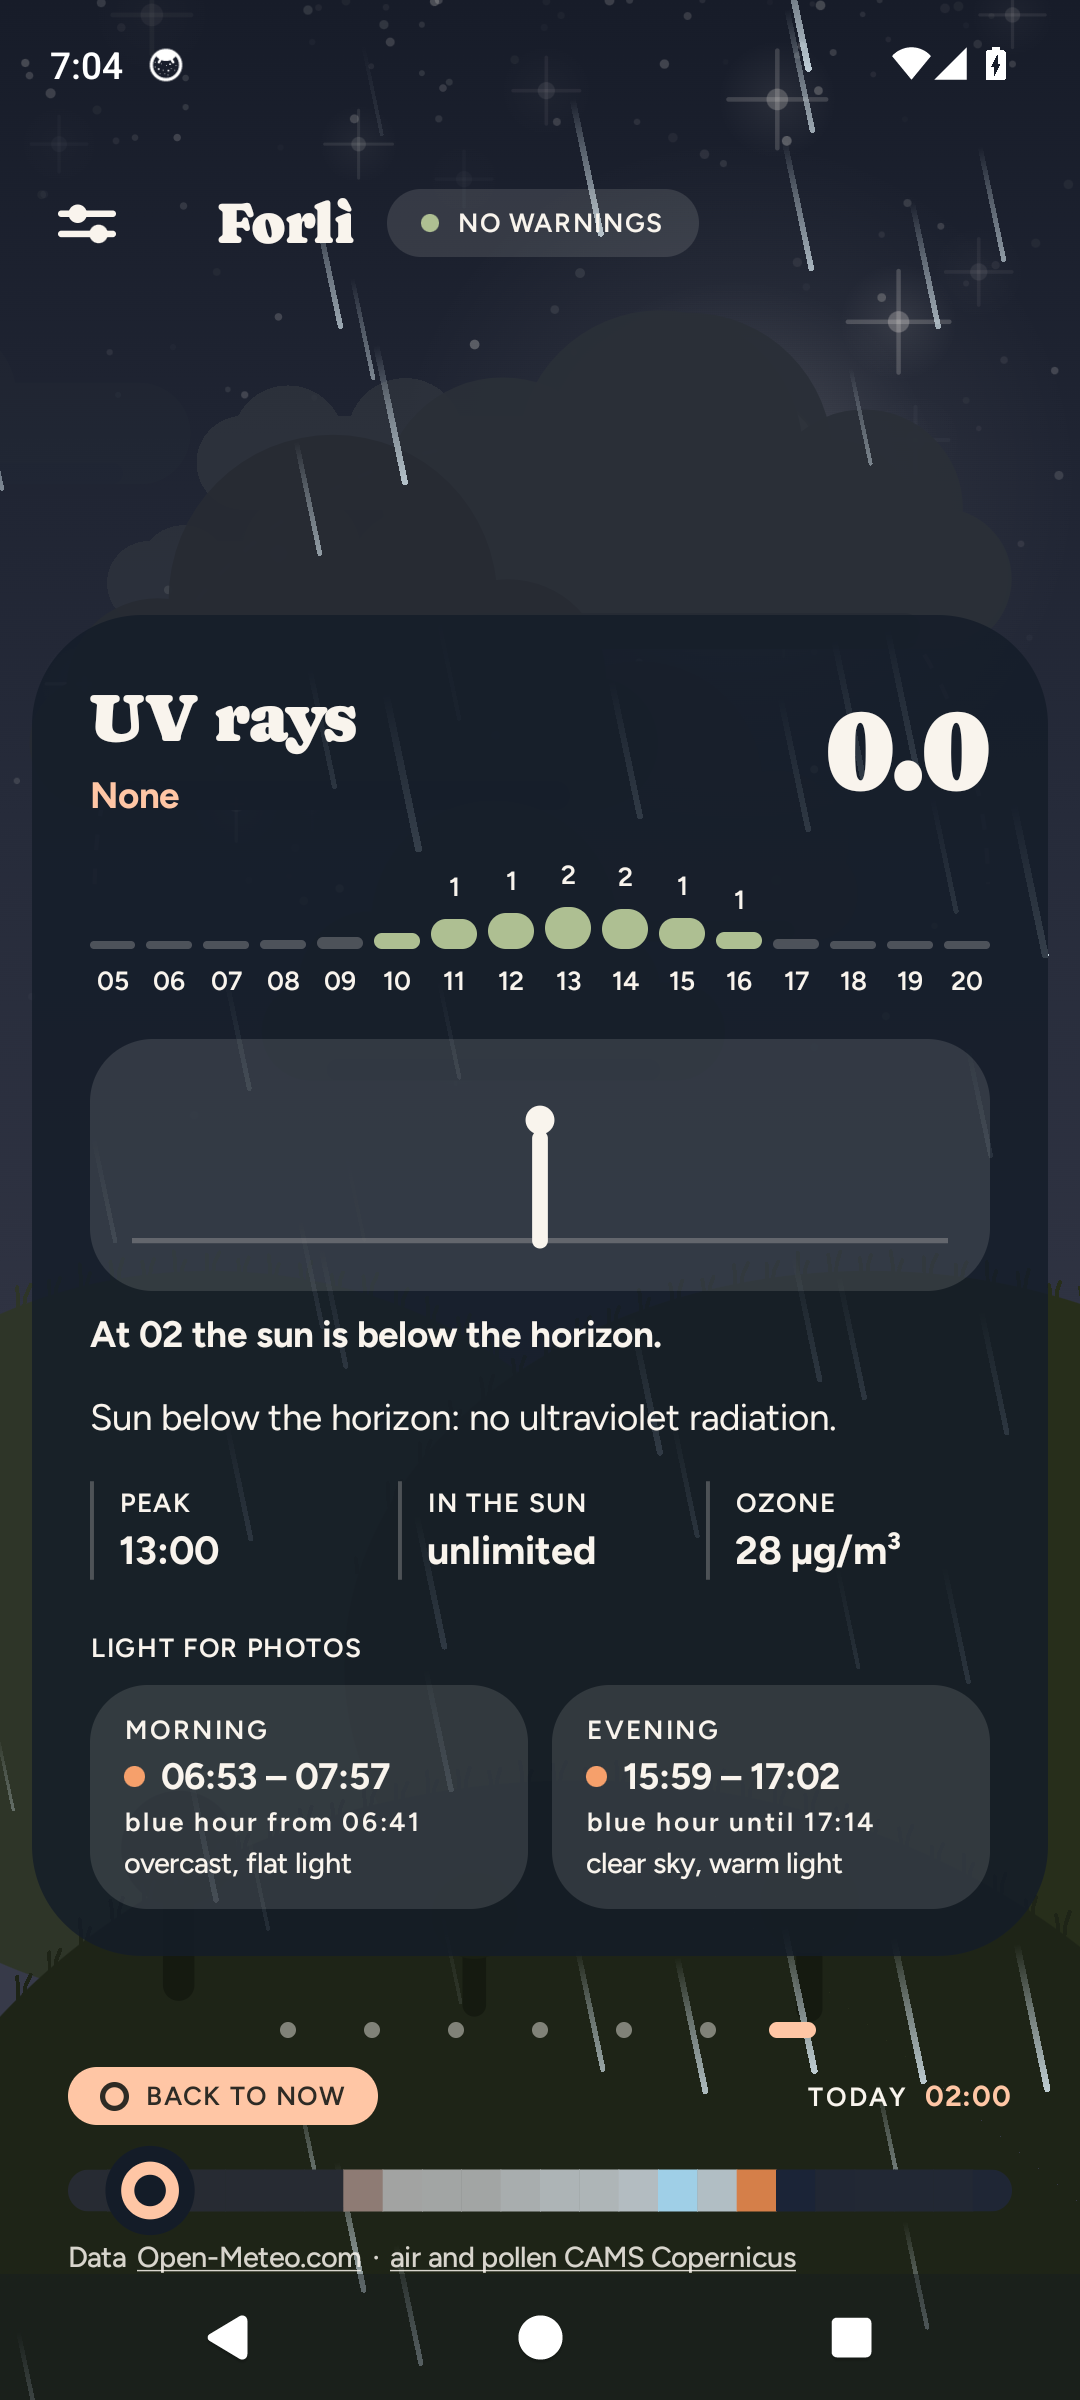 7:04
Forlì
NO WARNINGS
UV rays
0.0
None
1 1 2 2 1 1
05 06 07 08 09 10 11 12 13 14 15 16 17 18 19 20
At 02 the sun is below the horizon.
Sun below the horizon: no ultraviolet radiation.
PEAK IN THE SUN OZONE
13:00 unlimited 28 µg/m³
LIGHT FOR PHOTOS
MORNING
06:53 – 07:57
blue hour from 06:41
overcast, flat light
EVENING
15:59 – 17:02
blue hour until 17:14
clear sky, warm light
BACK TO NOW
TODAY 02:00
Data Open-Meteo.com · air and pollen CAMS Copernicus